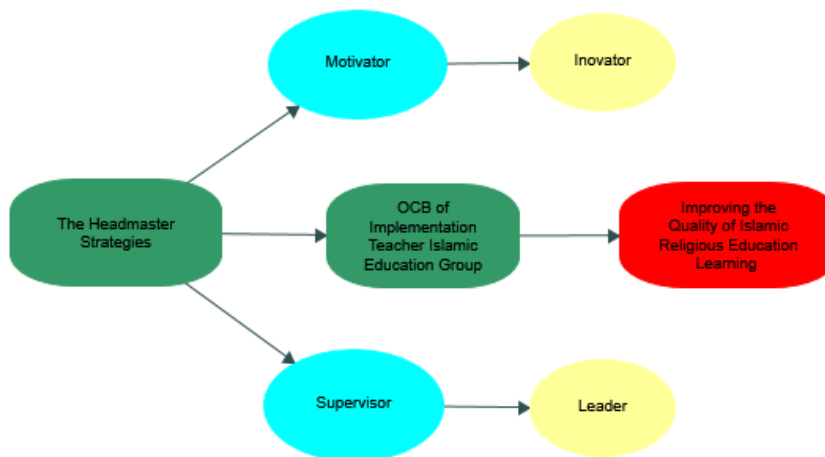 Motivator
Inovator
The Headmaster
Strategies
OCB of
Implementation
Teacher Islamic
Education Group
Improving the
Quality of Islamic
Religious Education
Learning
Supervisor
Leader